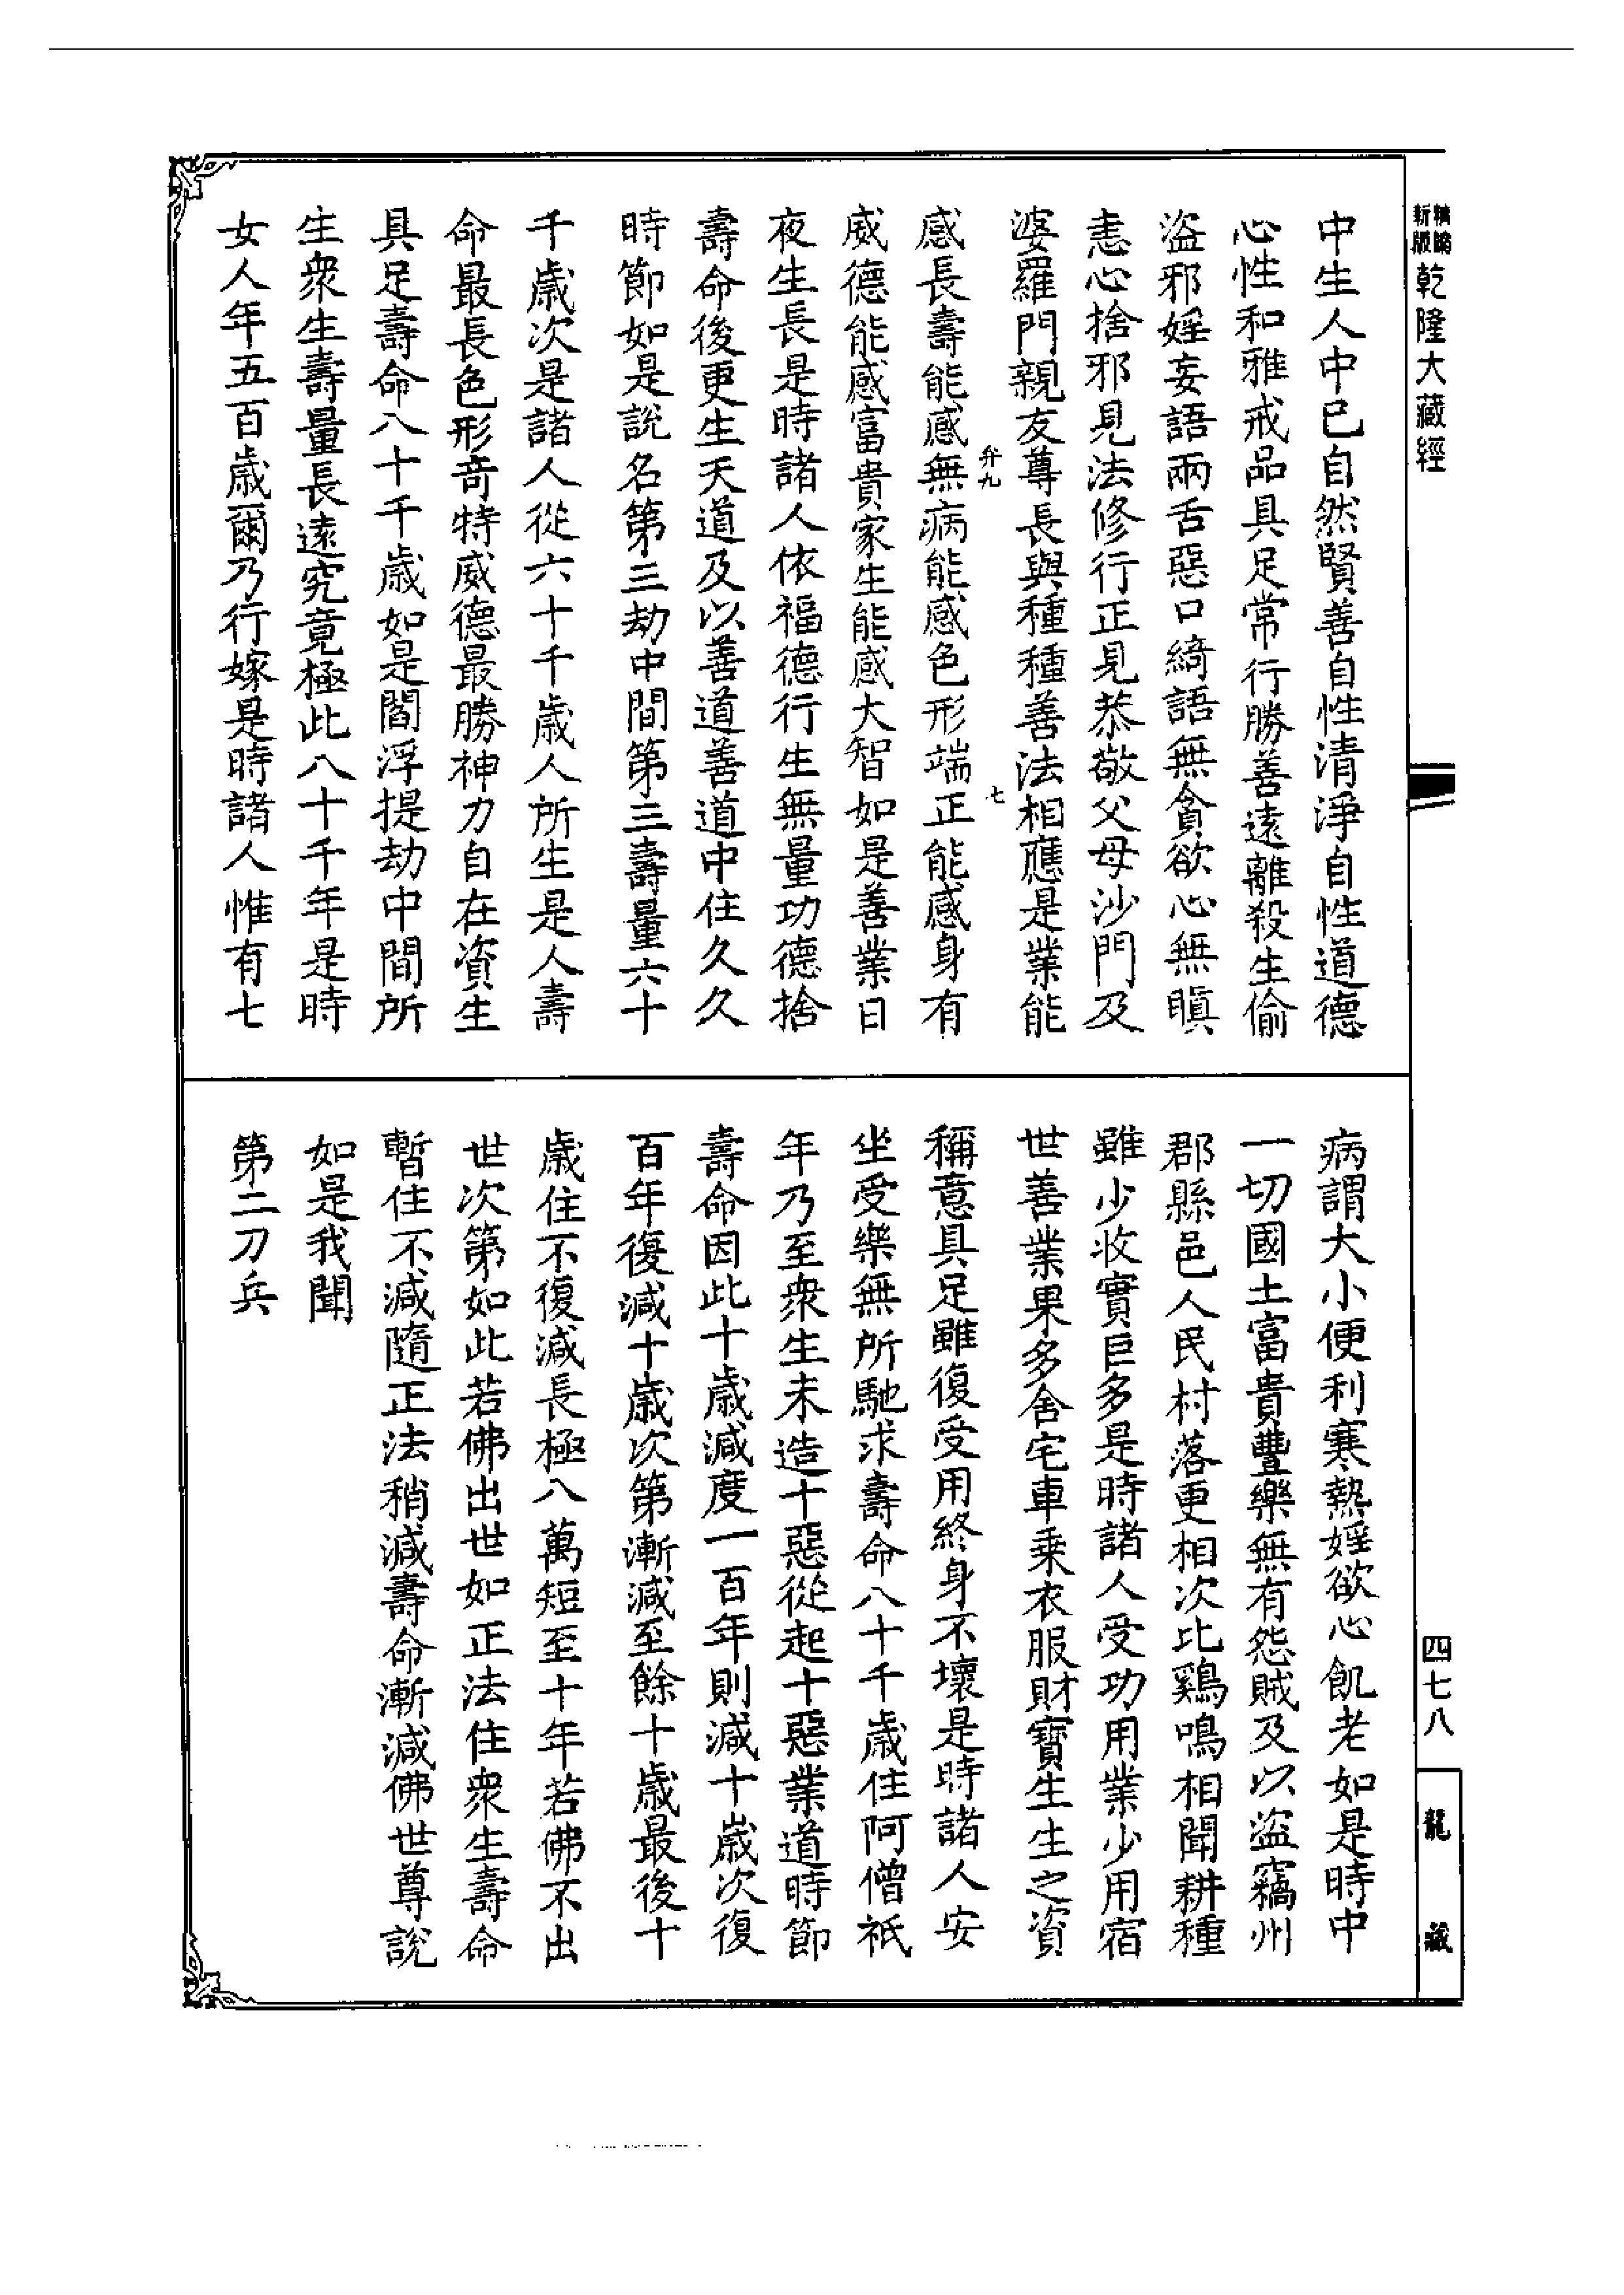 新版
精縮
乾隆大藏經
中生人中已自然賢善自性清淨自性道德
心性和雅戒品具足常行勝善遠離殺生偷
盜邪婬妄語兩舌惡口綺語無貪欲心無瞋
恚心捨邪見法修行正見恭敬父母沙門及
婆羅門親友尊長與種種善法相應是業能
弁九
七
感長壽能感無病能感色形端正能感身有
威德能感富貴家生能感大智如是善業日
夜生長是時諸人依福德行生無量功德捨
壽命後更生天道及以善道善道中住久久
時節如是說名第三劫中間第三壽量六十
千歲次是諸人從六十千歲人所生是人壽
命最長色形奇特威德最勝神力自在資生
具足壽命八十千歲如是閻浮提劫中間所
生衆生壽量長遠究竟極此八十千年是時
女人年五百歲爾乃行嫁是時諸人惟有七
病謂大小便利寒熱婬欲心飢老如是時中
一切國土富貴豐樂無有怨賊及以盜竊州
郡縣邑人民村落更相次比鷄鳴相聞耕種
雖少收實巨多是時諸人受功用業少用宿
世善業果多舍宅車乘衣服財寶生生之資
稱意具足雖復受用終身不壞是時諸人安
坐受樂無所馳求壽命八十千歲住阿僧祇
年乃至衆生未造十惡從起十惡業道時節
壽命因此十歲減度一百年則減十歲次復
百年復減十歲次第漸減至餘十歲最後十
歲住不復減長極八萬短至十年若佛不出
世次第如此若佛出世如正法住衆生壽命
暫住不減隨正法稍減壽命漸減佛世尊說
如是我聞
第二刀兵
四七八
龍藏